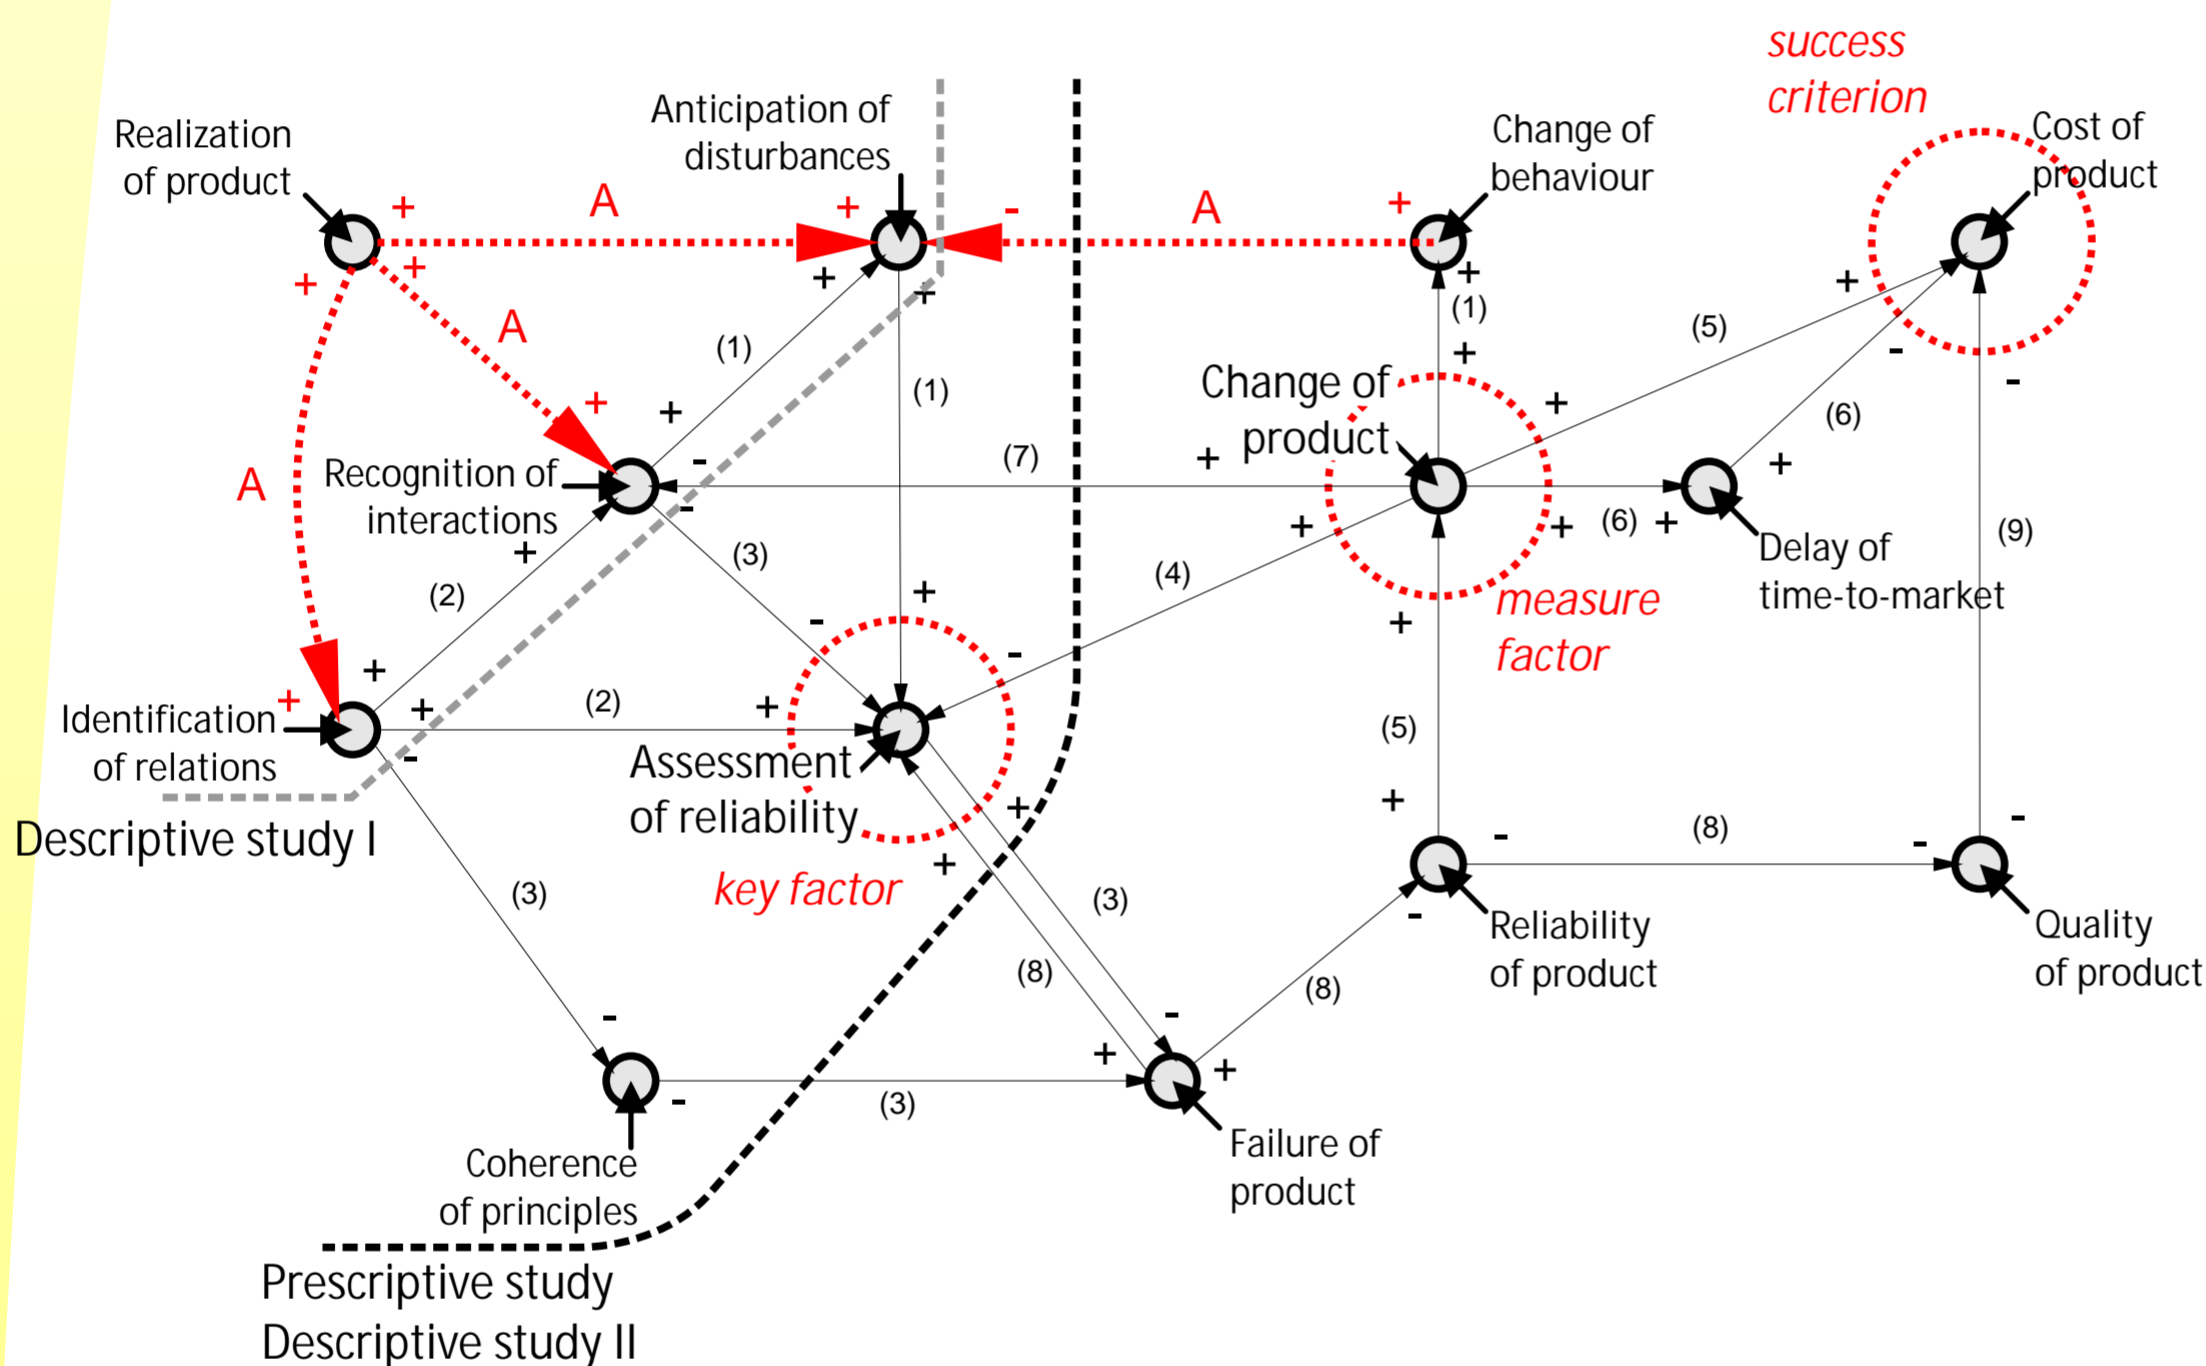 success
criterion
Anticipation of
disturbances
Realization
of product
Change of
behaviour
Cost of
product
+ A + - A +
+ + +
+ + +
A (1) (1) (5) +
+ + + -
(1) Change of
product
+ -
A Recognition of
interactions
- (7) + + (6) +
- + + (6) +
+ (3) (4) Delay of
time-to-market
(9)
(2) + measure
factor
- - +
+ Identification
of relations
+ + (2) + (5)
-
Assessment
of reliability
+ +
Descriptive study I
key factor
+ - (8) - -
(3) (3) -
Reliability
of product
Quality
of product
(8) (8)
- - + +
- (3)
Coherence
of principles
Failure of
product
Prescriptive study
Descriptive study II